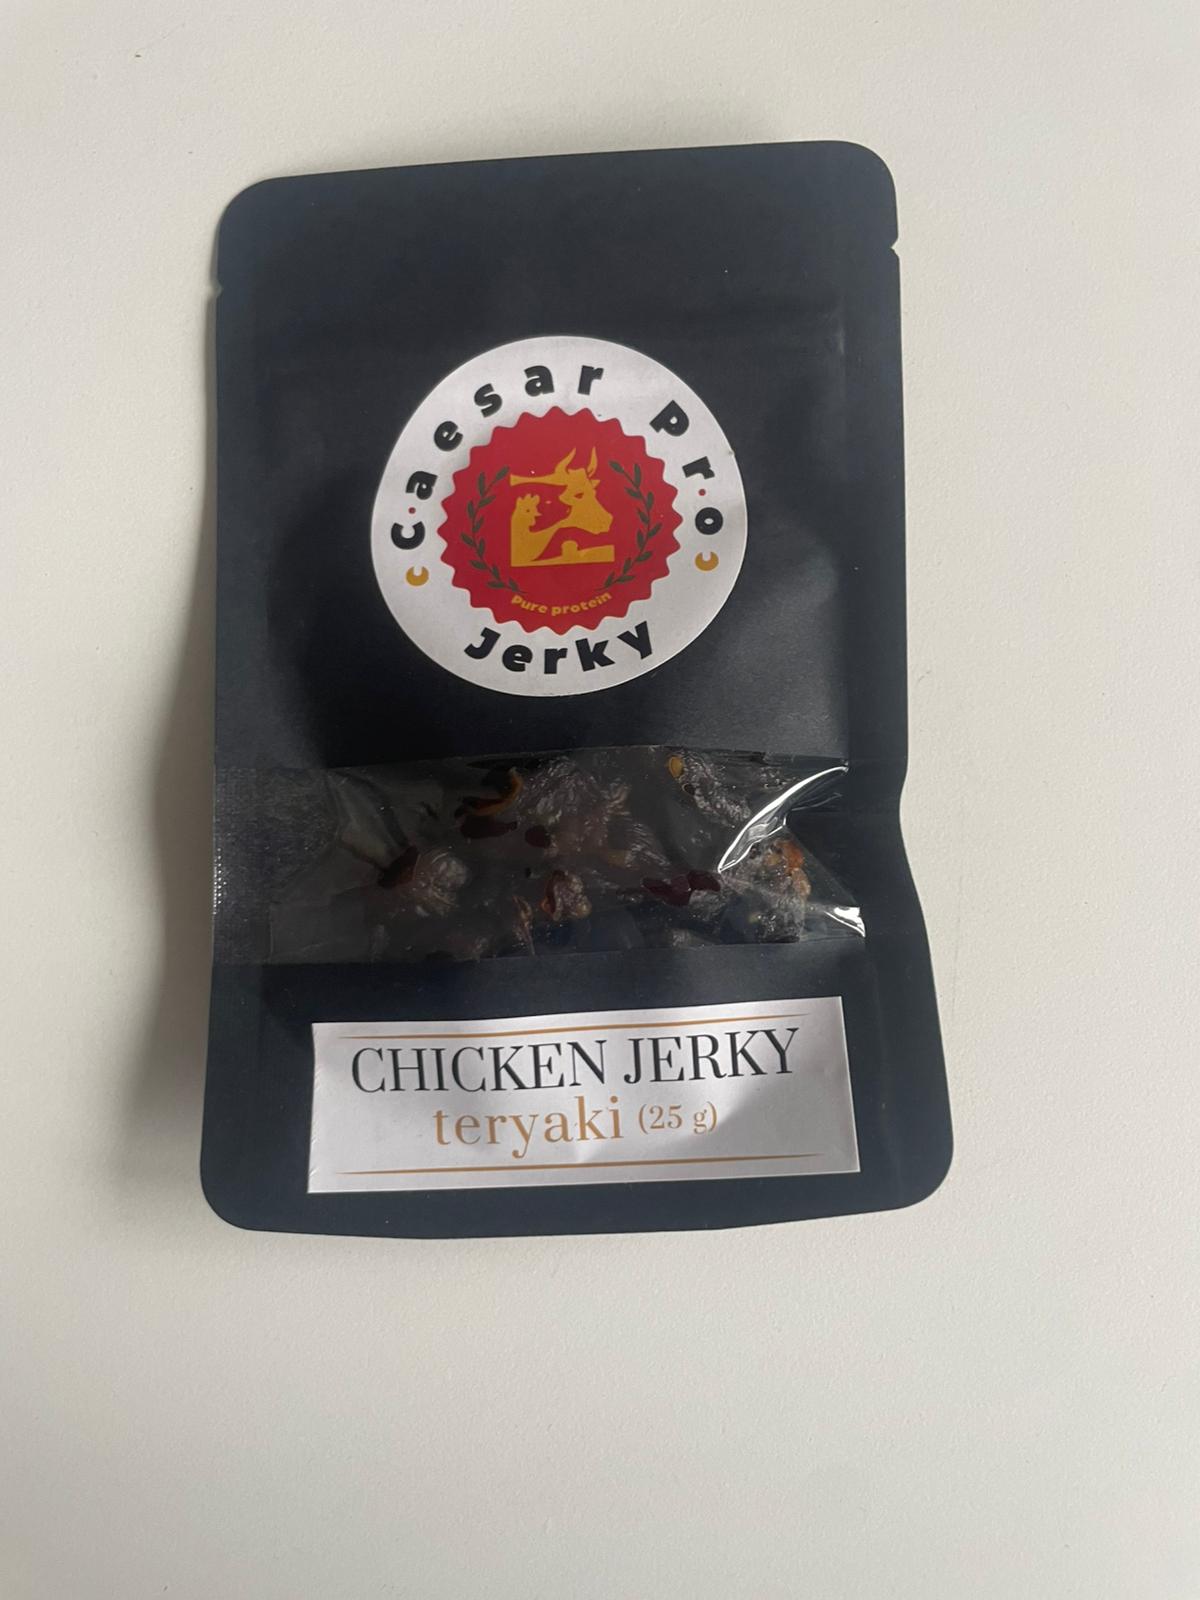 Caesar Pro
pure protein
Jerky
CHICKEN JERKY
teryaki (25 g)